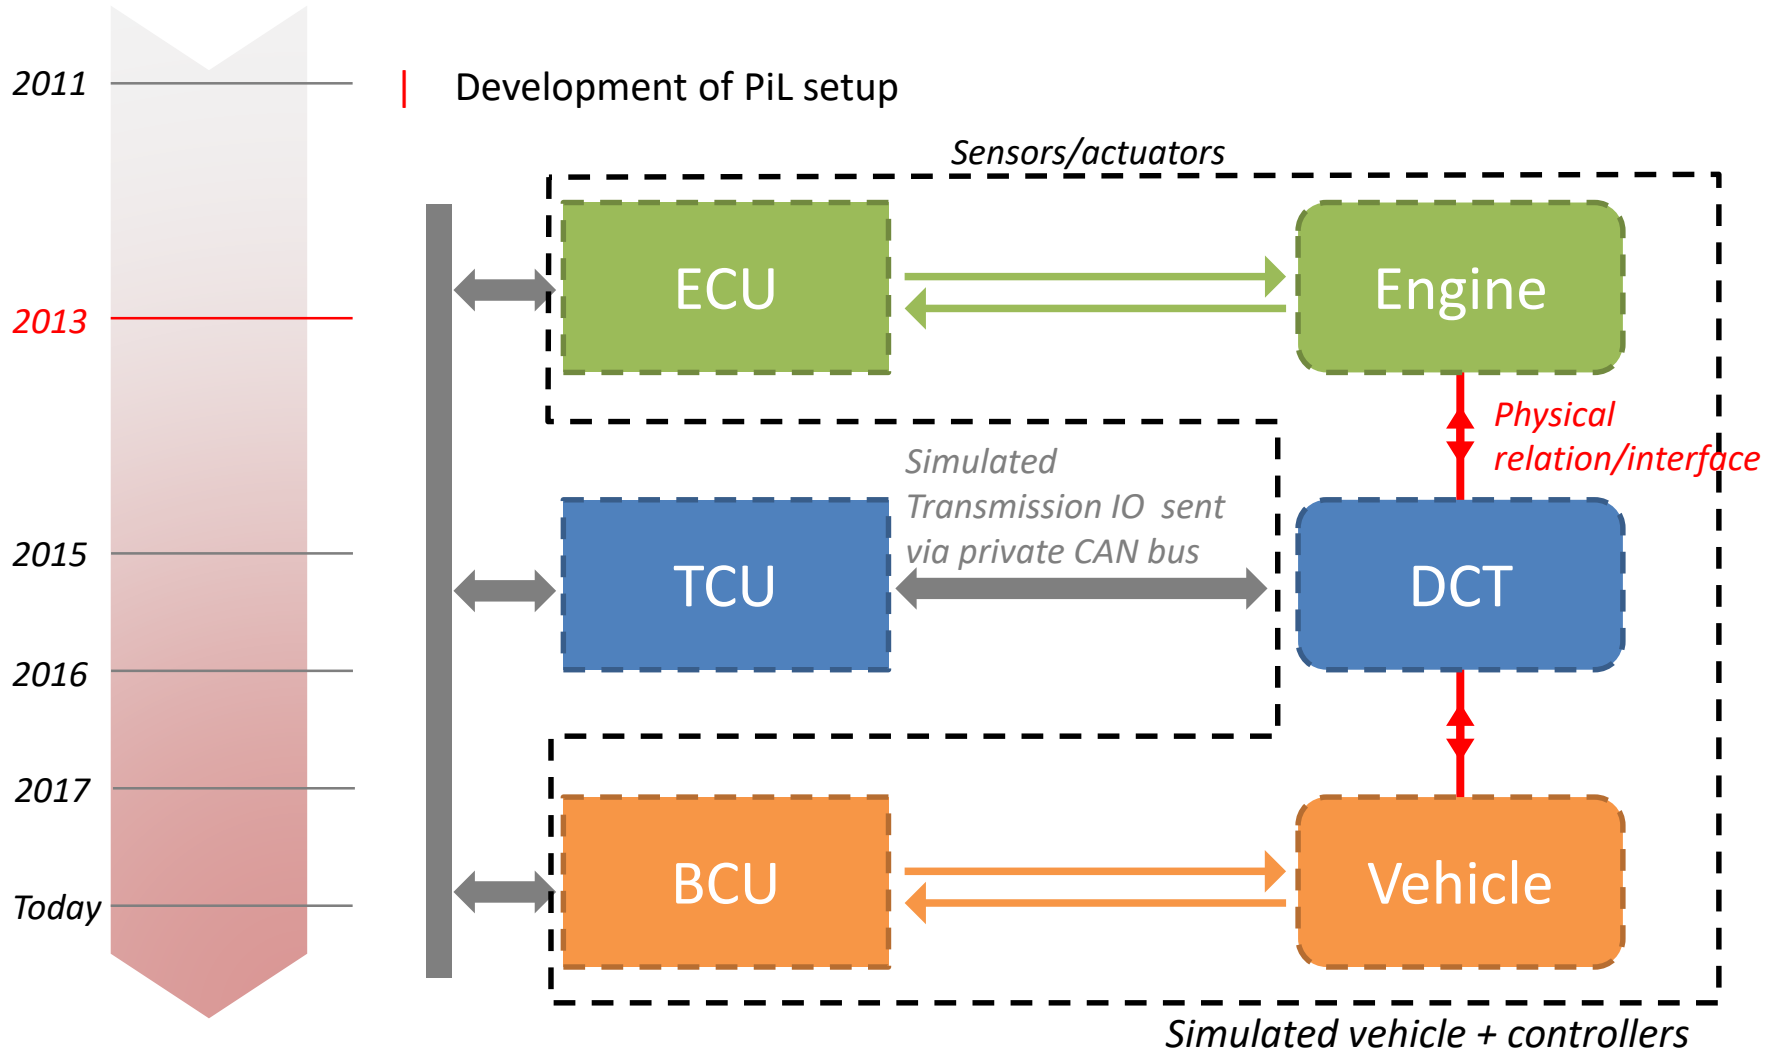 2011
2013
2015
2016
2017
Today
| Development of PiL setup
Sensors/actuators
ECU
Engine
Physical
relation/interface
Simulated
Transmission IO sent
via private CAN bus
TCU
DCT
BCU
Vehicle
Simulated vehicle + controllers